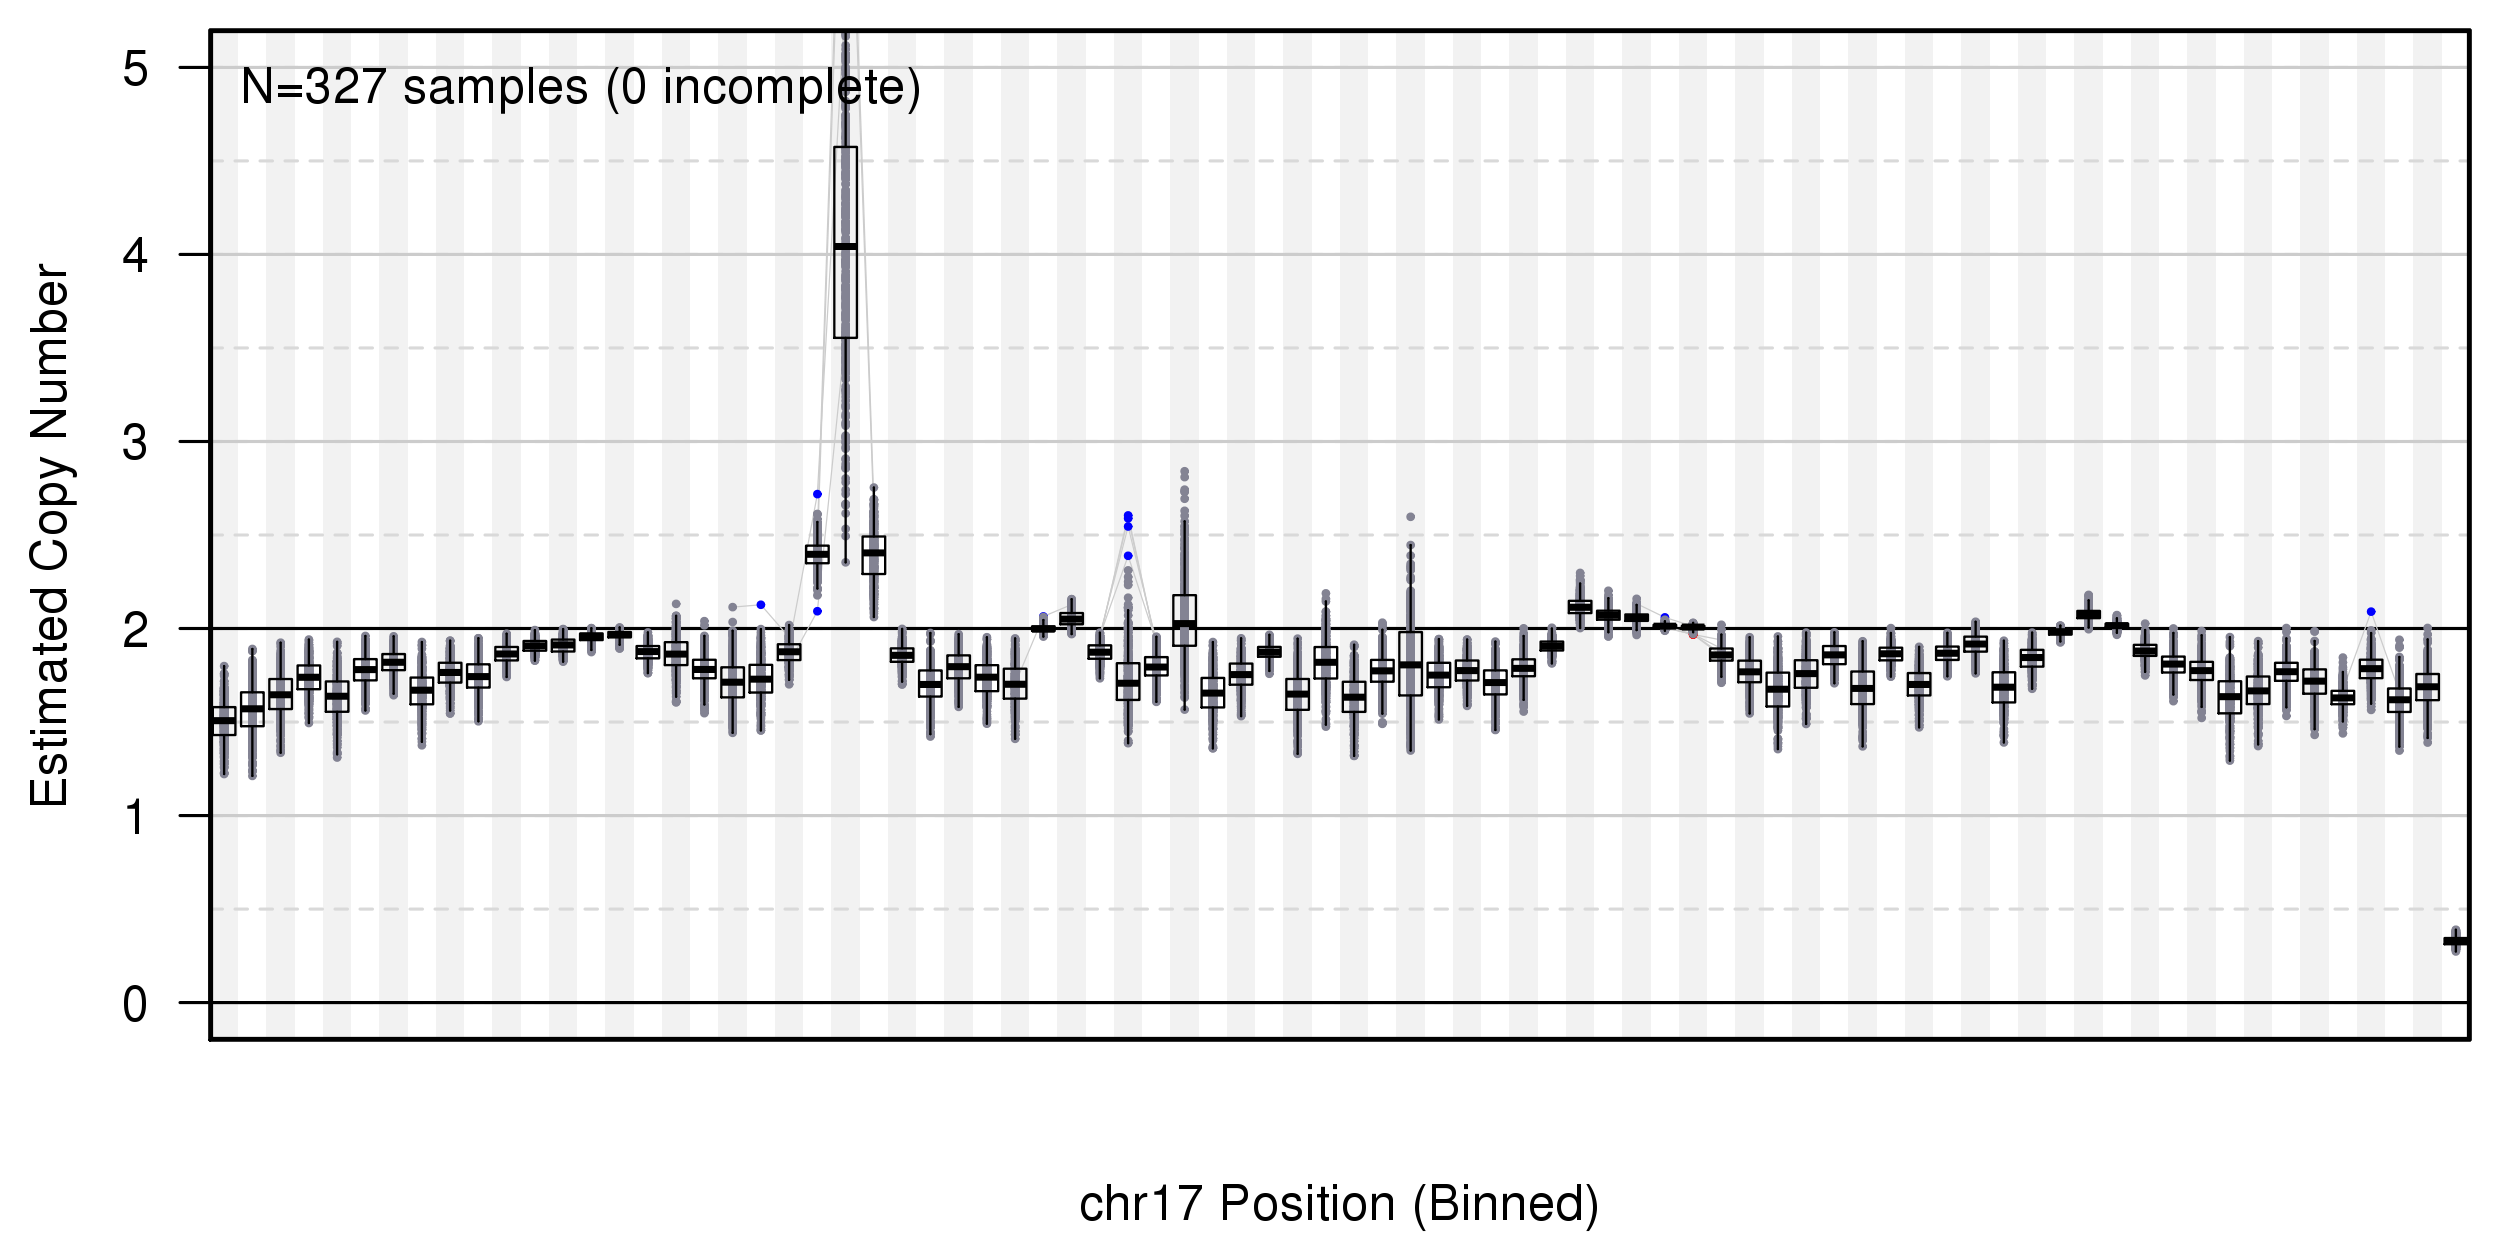 5
N=327 samples (0 incomplete)
4
3
2
1
0
Estimated Copy Number
chr17 Position (Binned)